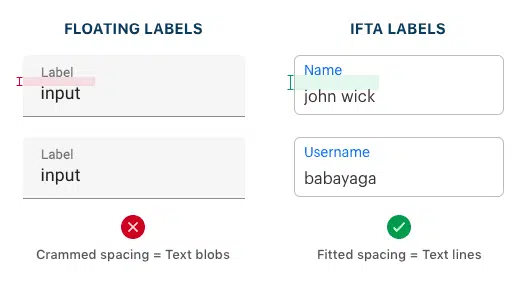 FLOATING LABELS
Label
input
Label
input
Crammed spacing = Text blobs
IFTA LABELS
Name
john wick
Username
babayaga
Fitted spacing = Text lines